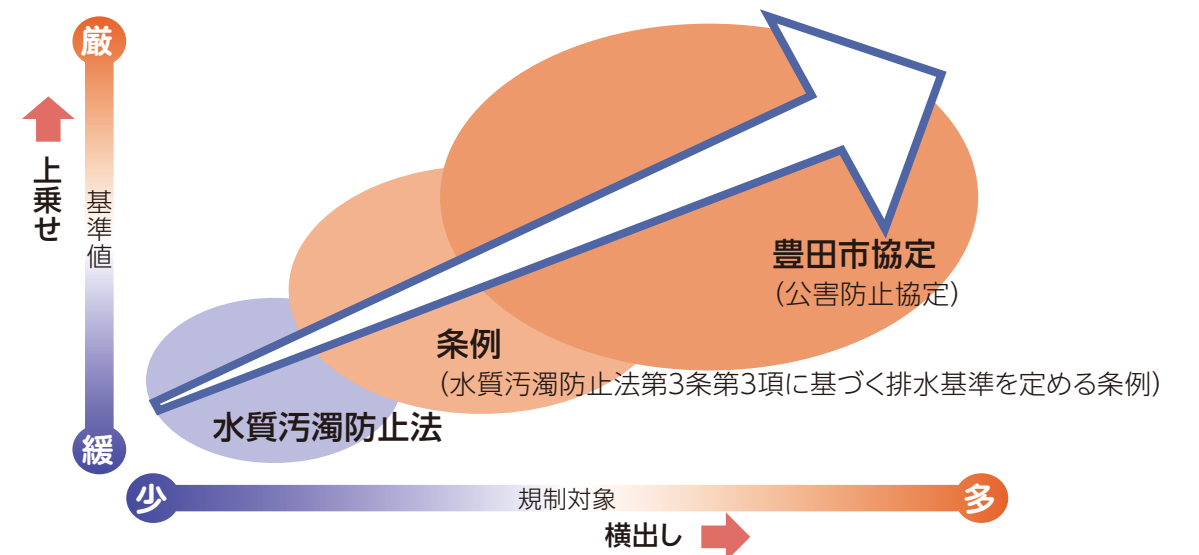 厳
上乗せ
基準値
緩
豊田市協定
（公害防止協定）
条例
（水質汚濁防止法第3条第3項に基づく排水基準を定める条例）
水質汚濁防止法
少
規制対象
多
横出し